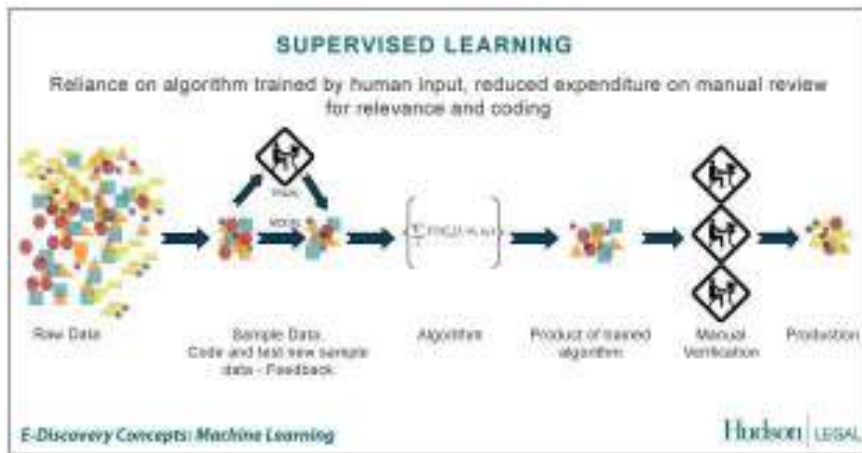 SUPERVISED LEARNING
Reliance on algorithm trained by human input, reduced expenditure on manual review
for relevance and coding
Raw Data
Sample Data
Code and test new sample
data - Feedback
Algorithm
Product of trained
algorithm
Manual
Verification
Production
E-Discovery Concepts: Machine Learning
Hudson LEGAL